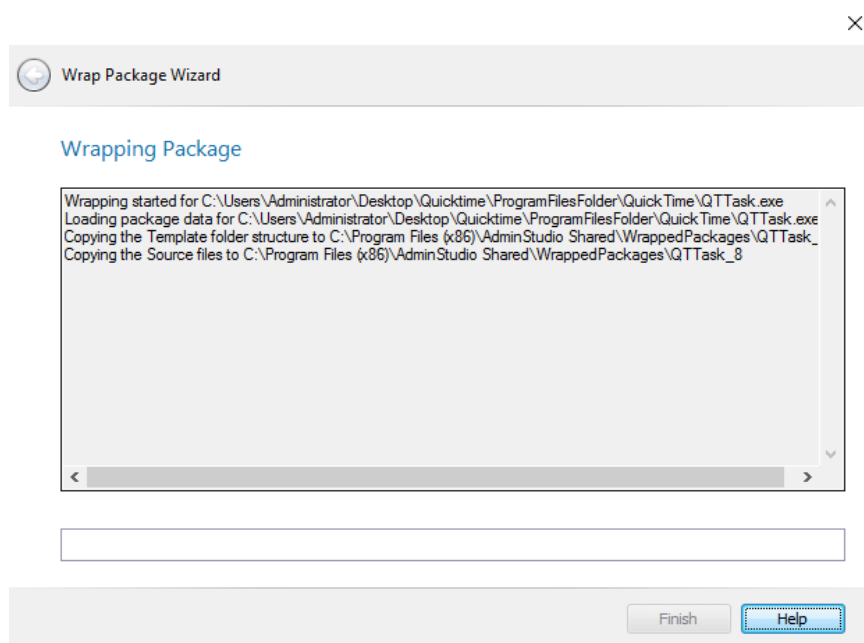 Wrap Package Wizard
Wrapping Package
Wrapping started for C:\Users\Administrator\Desktop\Quicktime\ProgramFilesFolder\QuickTime\QTTask.exe
Loading package data for C:\Users\Administrator\Desktop\Quicktime\ProgramFilesFolder\QuickTime\QTTask.exe
Copying the Template folder structure to C:\Program Files (x86)\AdminStudio Shared\WrappedPackages\QTTask_
Copying the Source files to C:\Program Files (x86)\AdminStudio Shared\WrappedPackages\QTTask_8
Finish
Help